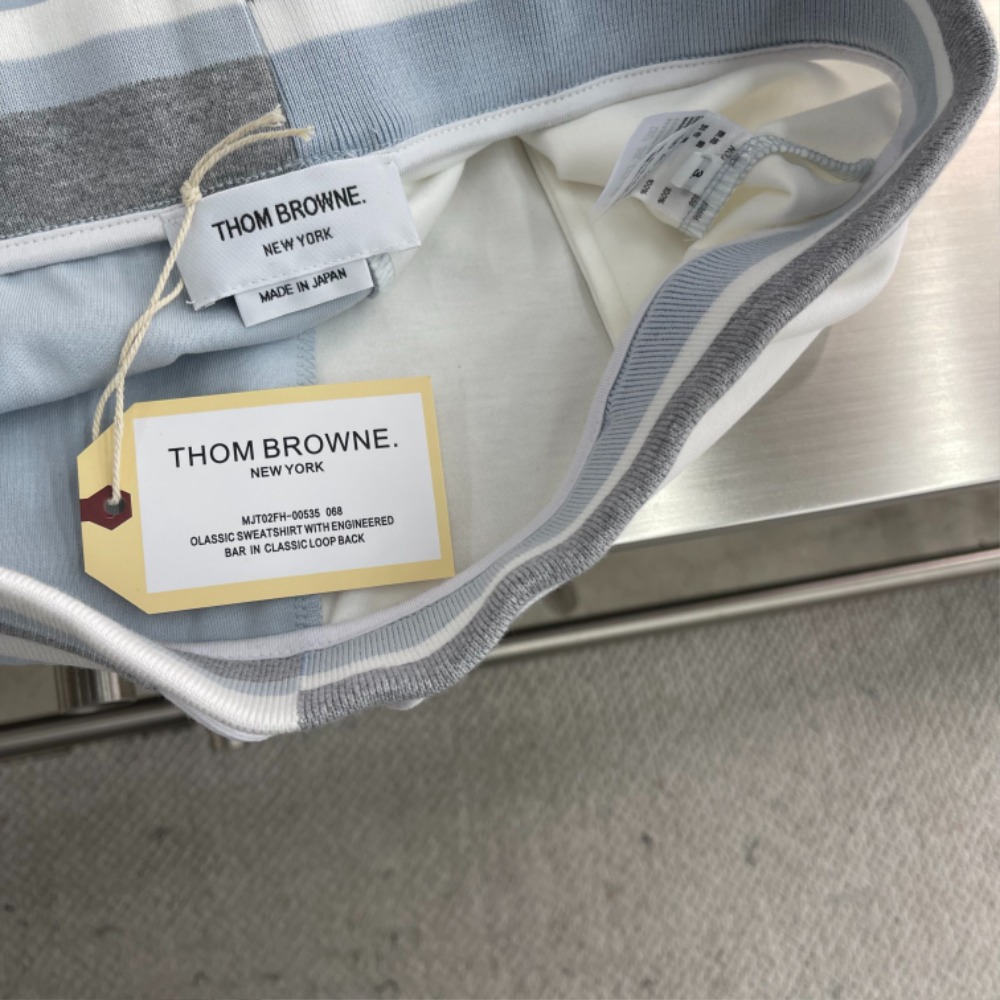 THOM BROWNE.
NEW YORK
MADE IN JAPAN
3
THOM BROWNE.
NEW YORK
MJT02FH-00535 068
OLASSIC SWEATSHIRT WITH ENGINEERED
BAR IN CLASSIC LOOP BACK